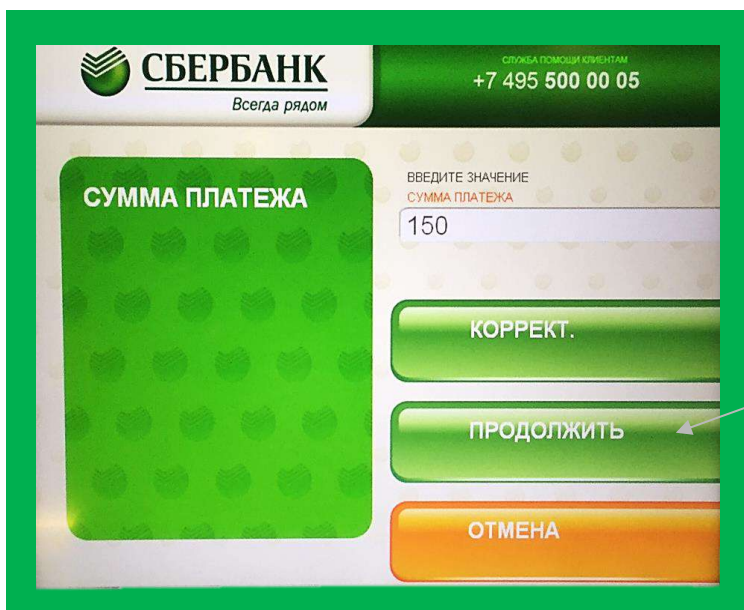 СБЕРБАНК
Всегда рядом
СЛУЖБА ПОМОЩИ КЛИЕНТАМ
+7 495 500 00 05
СУММА ПЛАТЕЖА
ВВЕДИТЕ ЗНАЧЕНИЕ
СУММА ПЛАТЕЖА
150
КОРРЕКТ.
ПРОДОЛЖИТЬ
ОТМЕНА